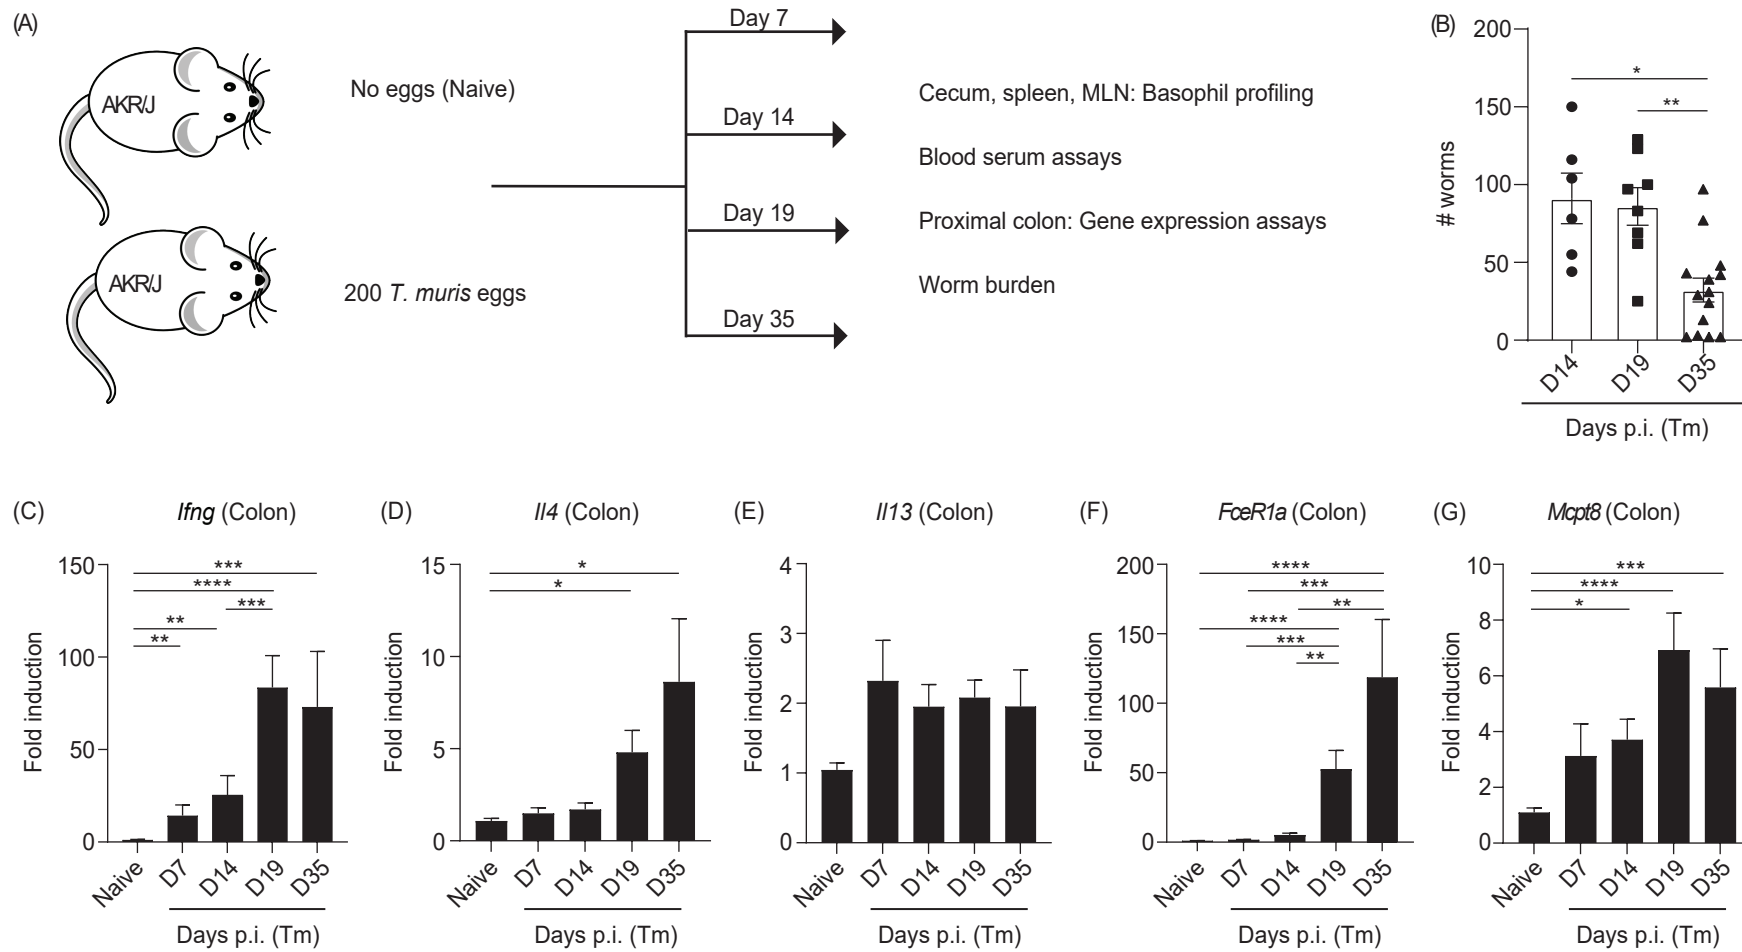 (A)
AKR/J
No eggs (Naive)
AKR/J
200 T. muris eggs
Day 7
Day 14
Day 19
Day 35
Cecum, spleen, MLN: Basophil profiling
Blood serum assays
Proximal colon: Gene expression assays
Worm burden
(B)
# worms
200
150
100
50
0
*
**
D14
D19
D35
Days p.i. (Tm)
(C)
Ifng (Colon)
Fold induction
150
100
50
0
***
****
***
**
**
Naive
D7
D14
D19
D35
Days p.i. (Tm)
(D)
Il4 (Colon)
Fold induction
15
10
5
0
*
*
Naive
D7
D14
D19
D35
Days p.i. (Tm)
(E)
Il13 (Colon)
Fold induction
4
3
2
1
0
Naive
D7
D14
D19
D35
Days p.i. (Tm)
(F)
FceR1a (Colon)
Fold induction
200
150
100
50
0
****
***
**
****
***
**
Naive
D7
D14
D19
D35
Days p.i. (Tm)
(G)
Mcpt8 (Colon)
Fold induction
10
8
6
4
2
0
***
****
*
Naive
D7
D14
D19
D35
Days p.i. (Tm)